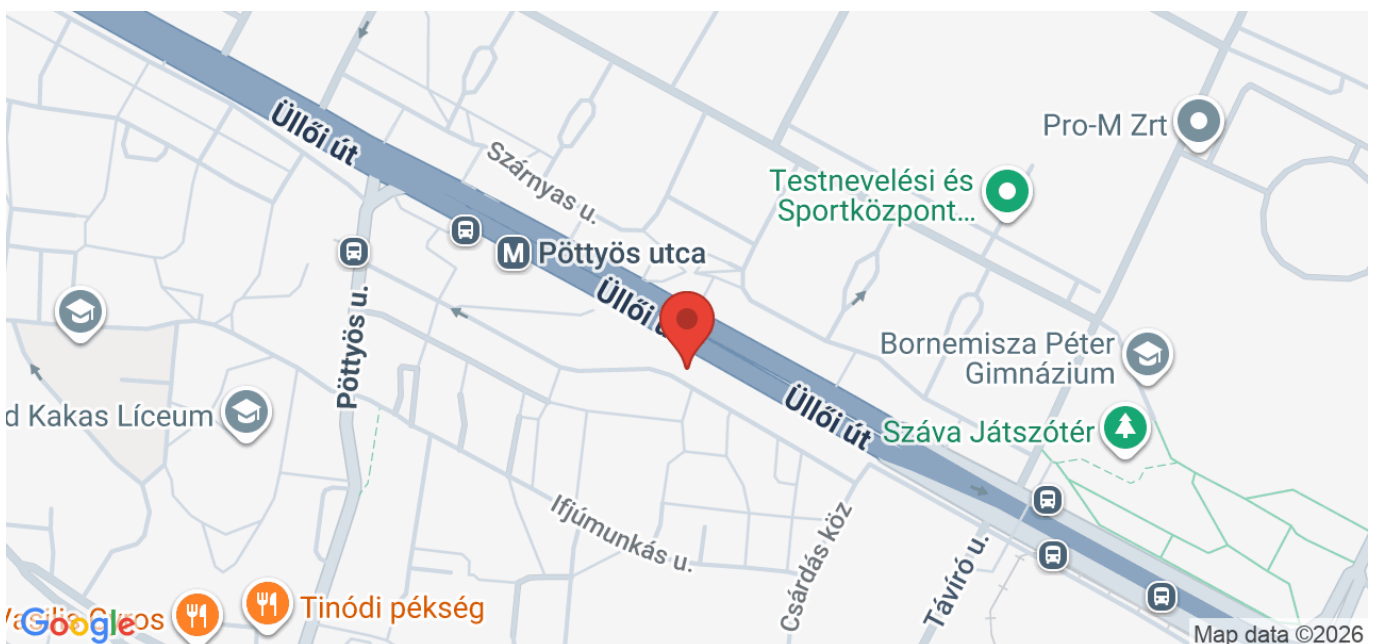 Üllői út
Szárnyas u.
Pro-M Zrt
Testnevelési és
Sportközpont...
M
Pöttyös utca
Üllői
Pöttyös u.
Bornemisza Péter
Gimnázium
Üllői út
d Kakas Líceum
Száva Játszótér
Ifjúmunkás u.
Csárdás köz
Távíró u.
Tinódi pékség
Google
Map data ©2026